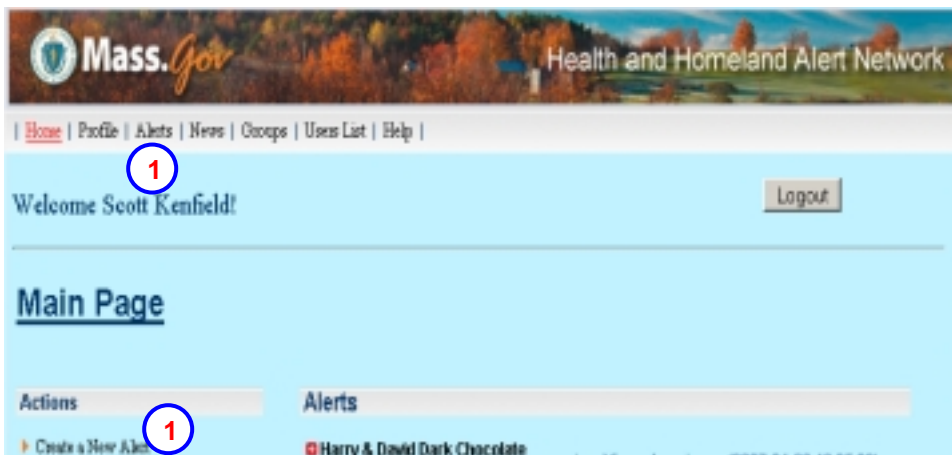 Mass.Gov
Health and Homeland Alert Network
| Home | Profile | Alerts | News | Groups | Users List | Help |
1
Welcome Scott Kenfield!
Logout
Main Page
Actions
Alerts
1
Create a New Alert
Harry & David Dark Chocolate